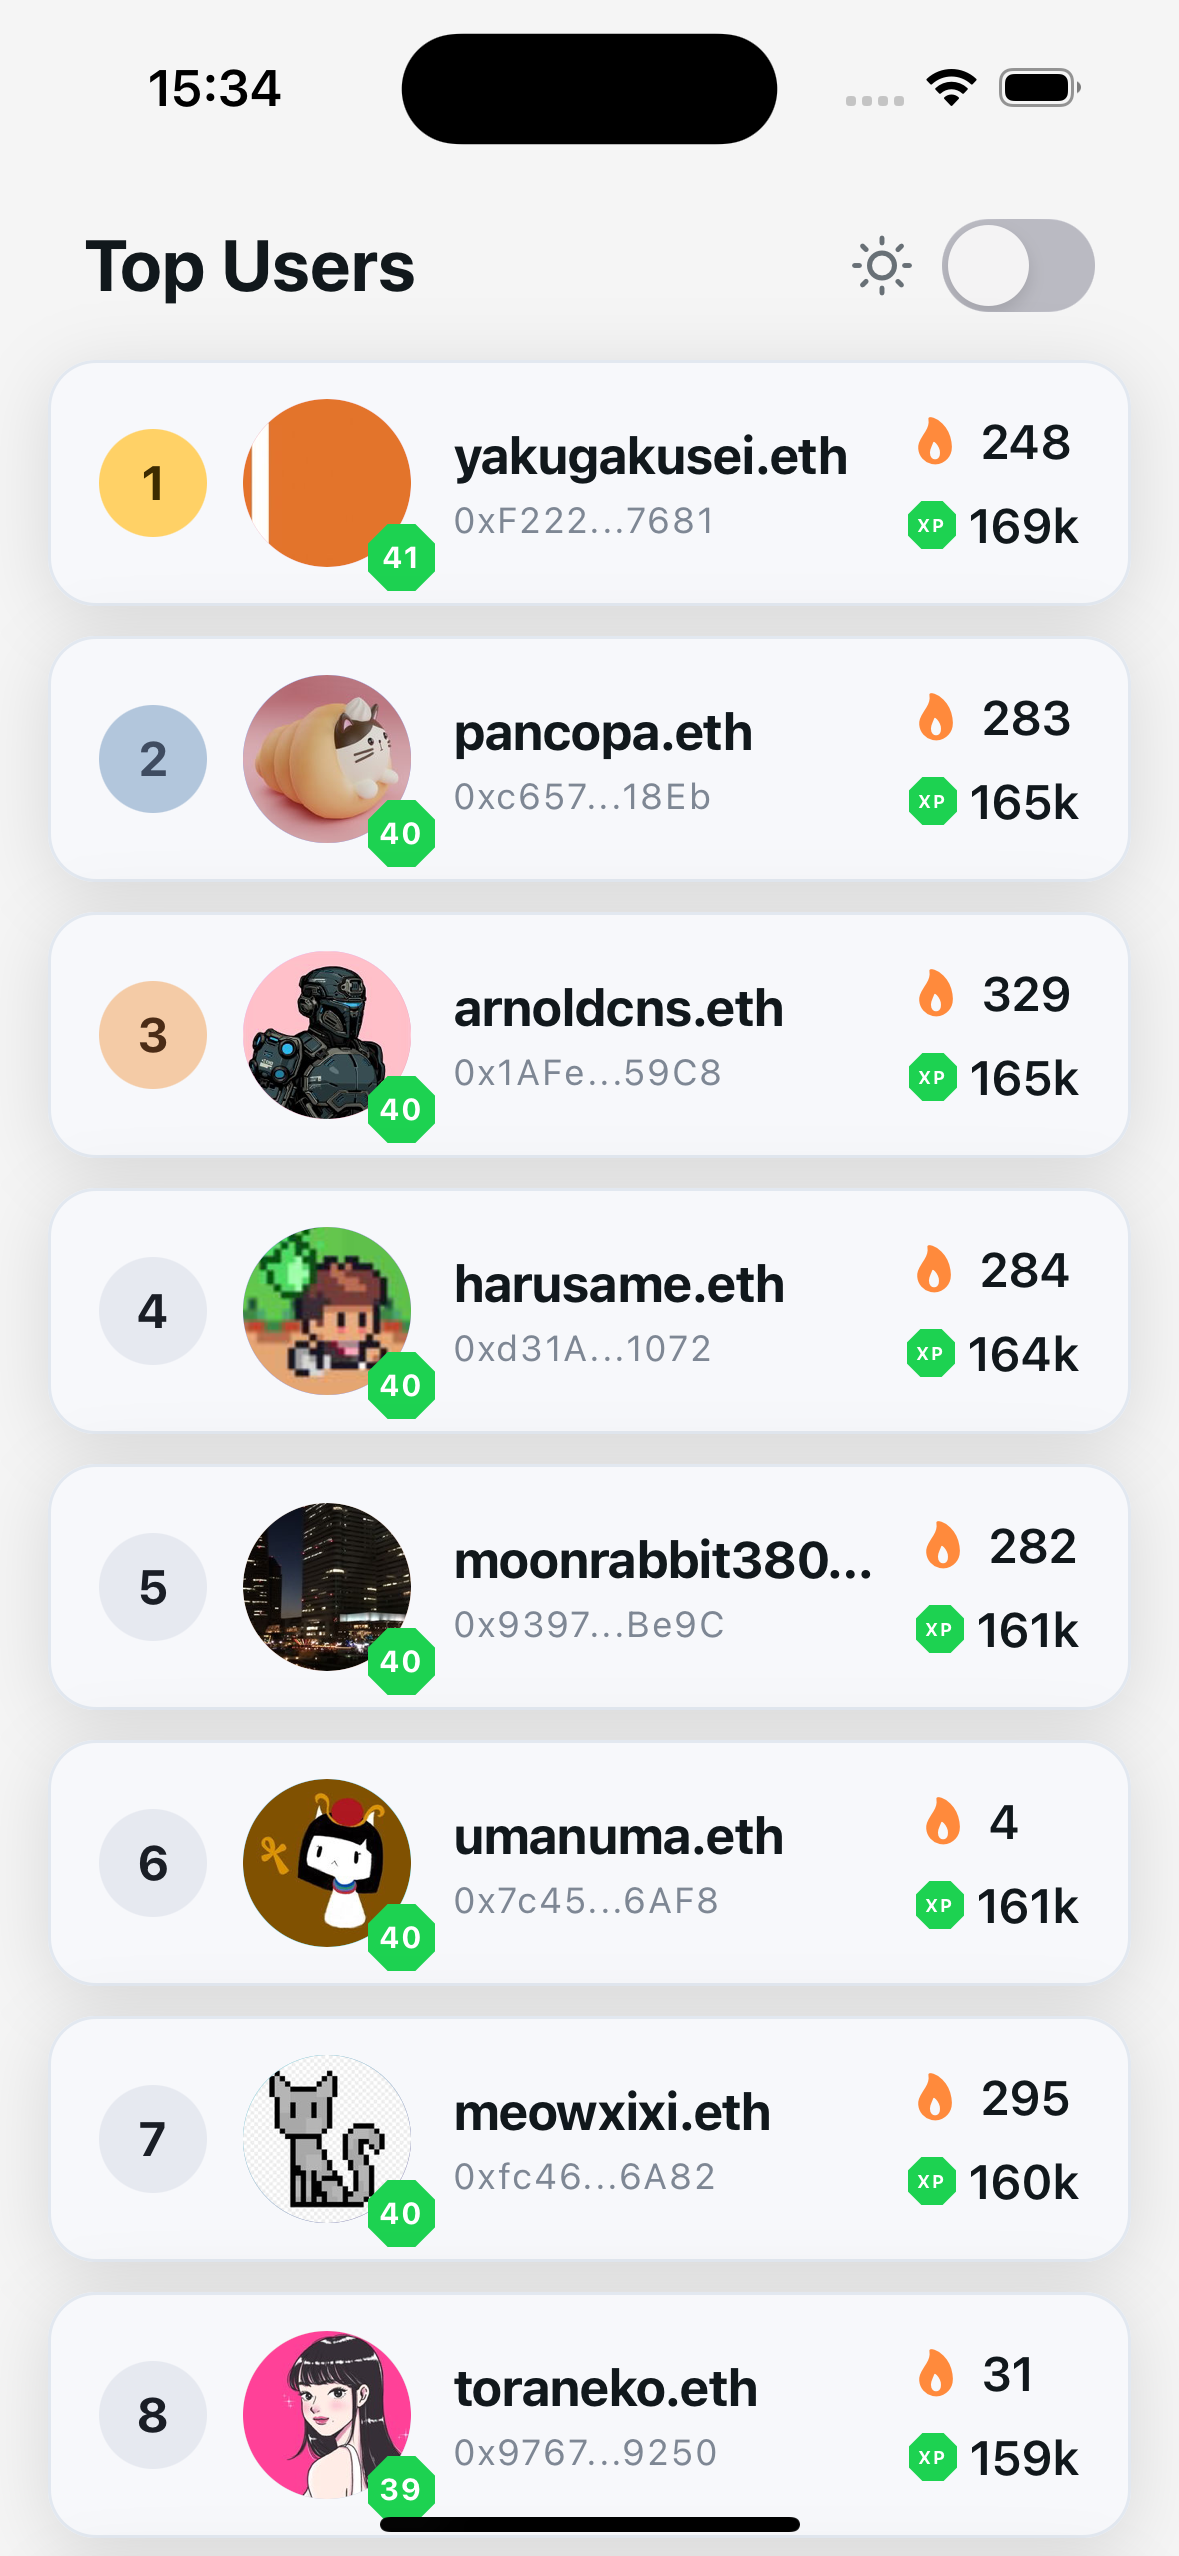 15:34
Top Users
1
41
yakugakusei.eth
0xF222...7681
248
XP 169k
2
40
pancopa.eth
0xc657...18Eb
283
XP 165k
3
40
arnoldcns.eth
0x1AFe...59C8
329
XP 165k
4
40
harusame.eth
0xd31A...1072
284
XP 164k
5
40
moonrabbit380...
0x9397...Be9C
282
XP 161k
6
40
umanuma.eth
0x7c45...6AF8
4
XP 161k
7
40
meowxixi.eth
0xfc46...6A82
295
XP 160k
8
39
toraneko.eth
0x9767...9250
31
XP 159k